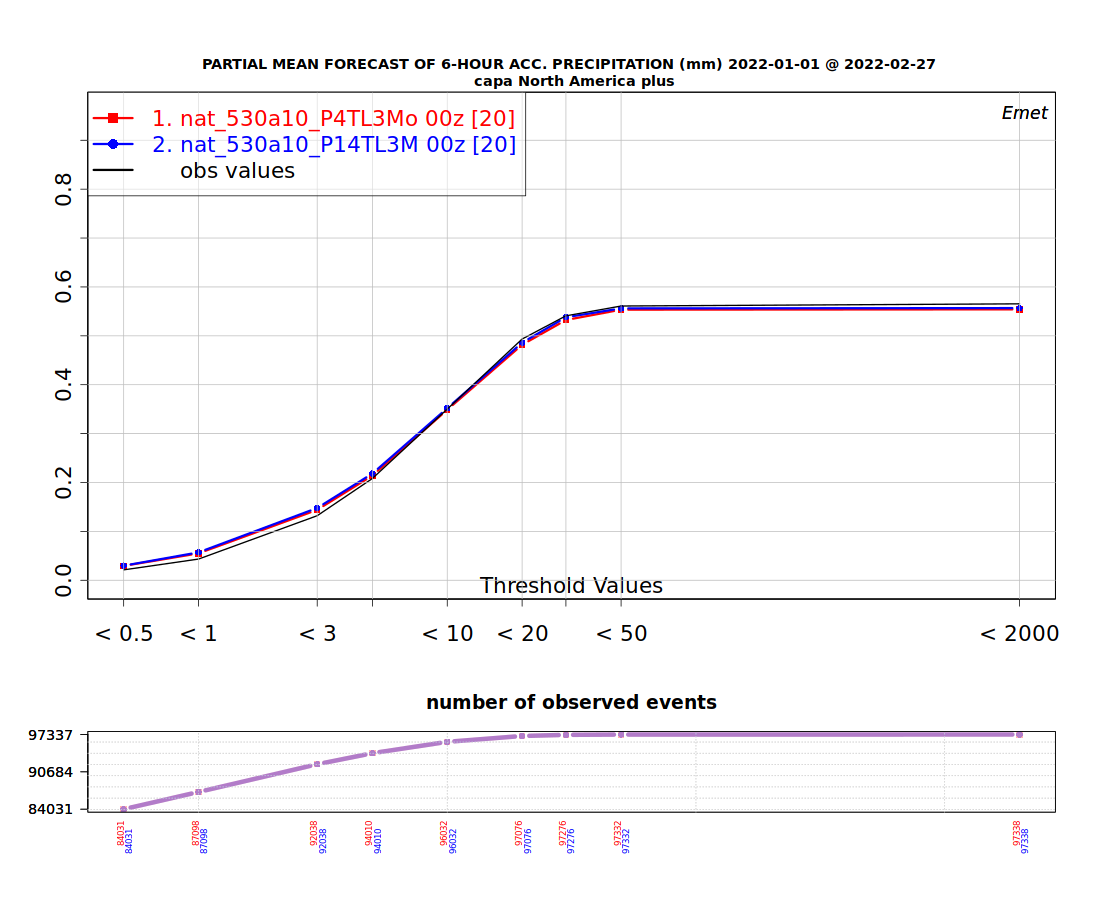 PARTIAL MEAN FORECAST OF 6-HOUR ACC. PRECIPITATION (mm) 2022-01-01 @ 2022-02-27
capa North America plus
1. nat_530a10_P4TL3Mo 00z [20]
2. nat_530a10_P14TL3M 00z [20]
obs values
Emet
0.8
0.6
0.4
0.2
0.0
Threshold Values
< 0.5 < 1 < 3 < 10 < 20 < 50 < 2000
number of observed events
97337
90684
84031
84031 87098 92038 94010 96032 97076 97276 97332 97338
84031 87098 92038 94010 96032 97076 97276 97332 97338